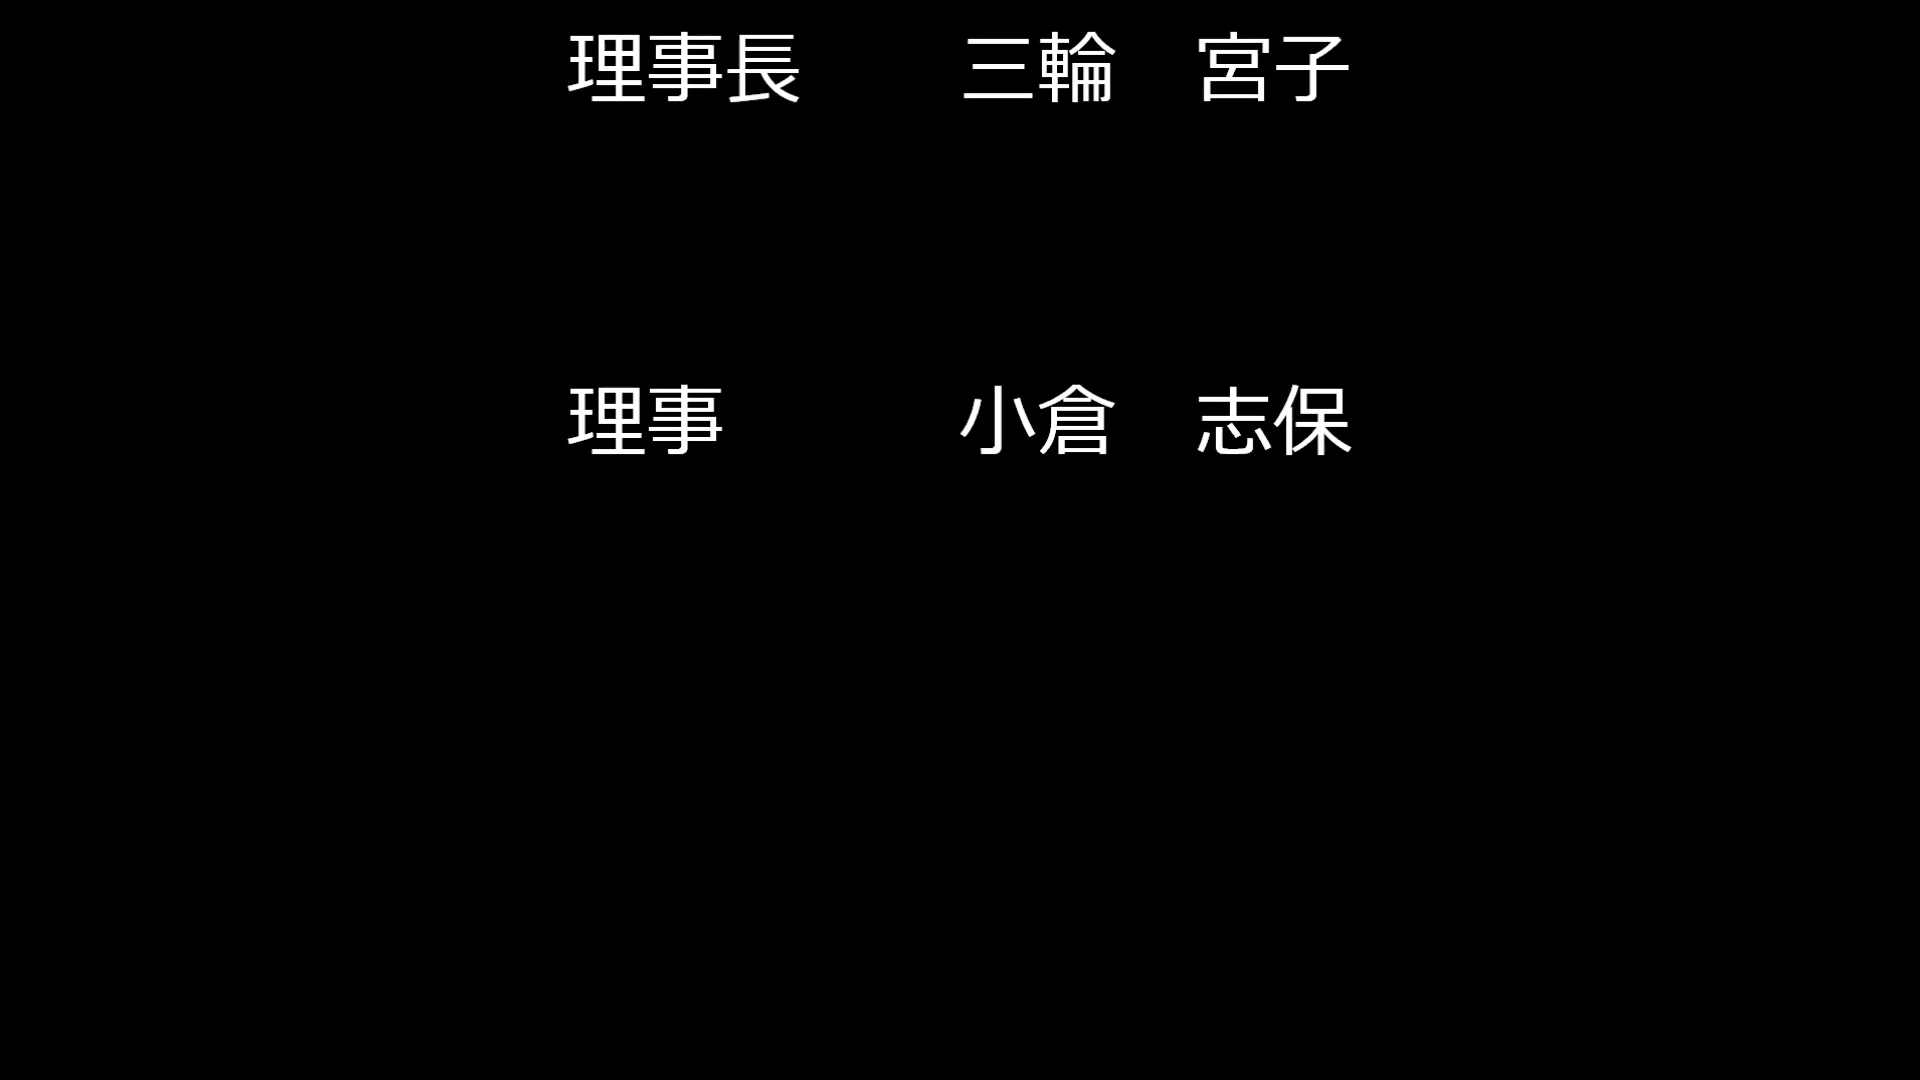 理事長　　三輪　宮子
理事　　　小倉　志保